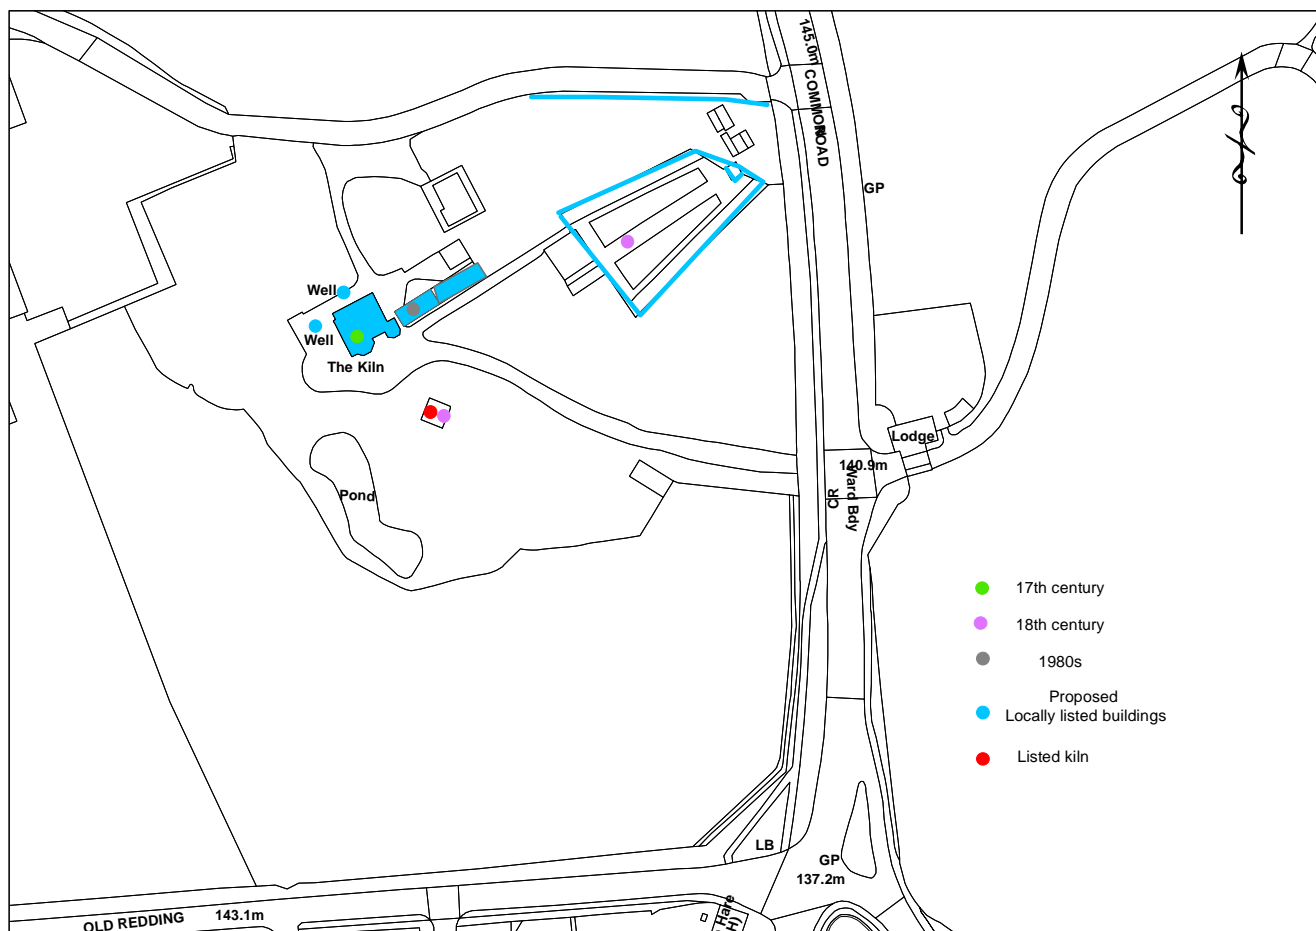 145.0m
COMMON
ROAD
GP
Well
Well
The Kiln
Lodge
140.9m
CR
Ward Bdy
Pond
17th century
18th century
1980s
Proposed
Locally listed buildings
Listed kiln
LB
GP
137.2m
OLD REDDING
143.1m
Hare
H)